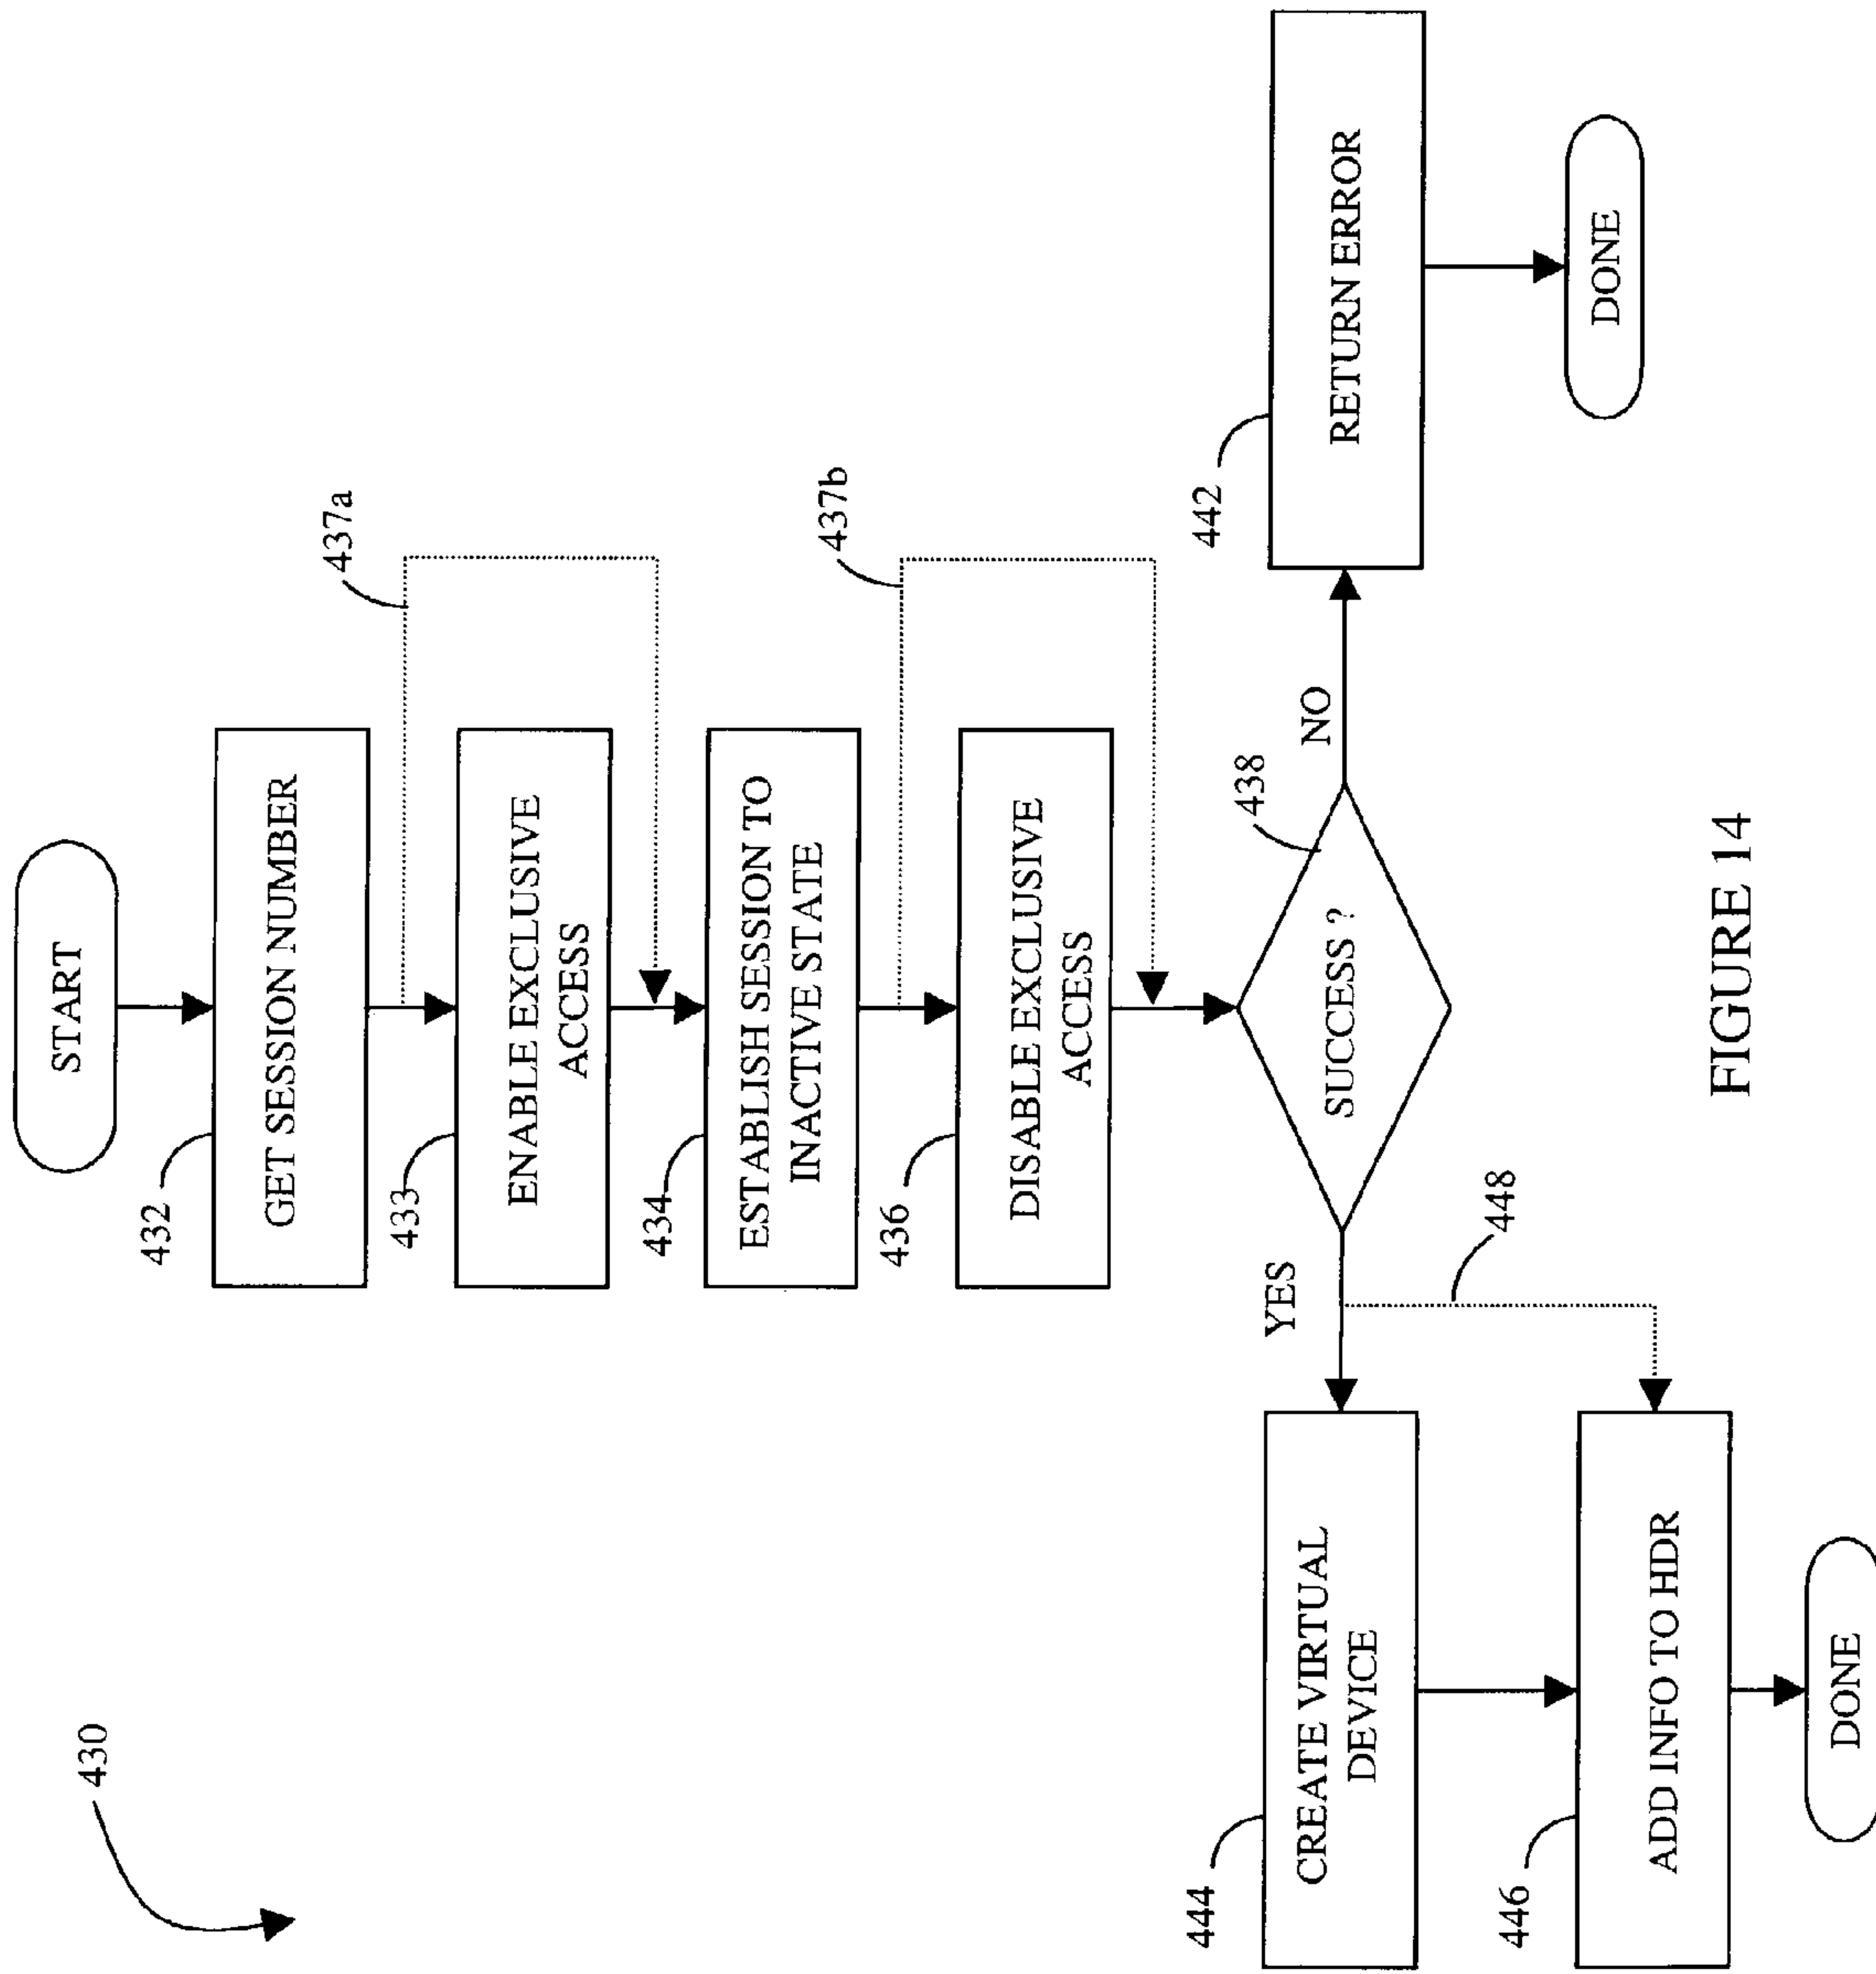 430
START
432
GET SESSION NUMBER
437a
433
ENABLE EXCLUSIVE
ACCESS
434
ESTABLISH SESSION TO
INACTIVE STATE
437b
436
DISABLE EXCLUSIVE
ACCESS
438
SUCCESS ?
YES
NO
442
RETURN ERROR
DONE
448
444
CREATE VIRTUAL
DEVICE
446
ADD INFO TO HDR
DONE
FIGURE 14